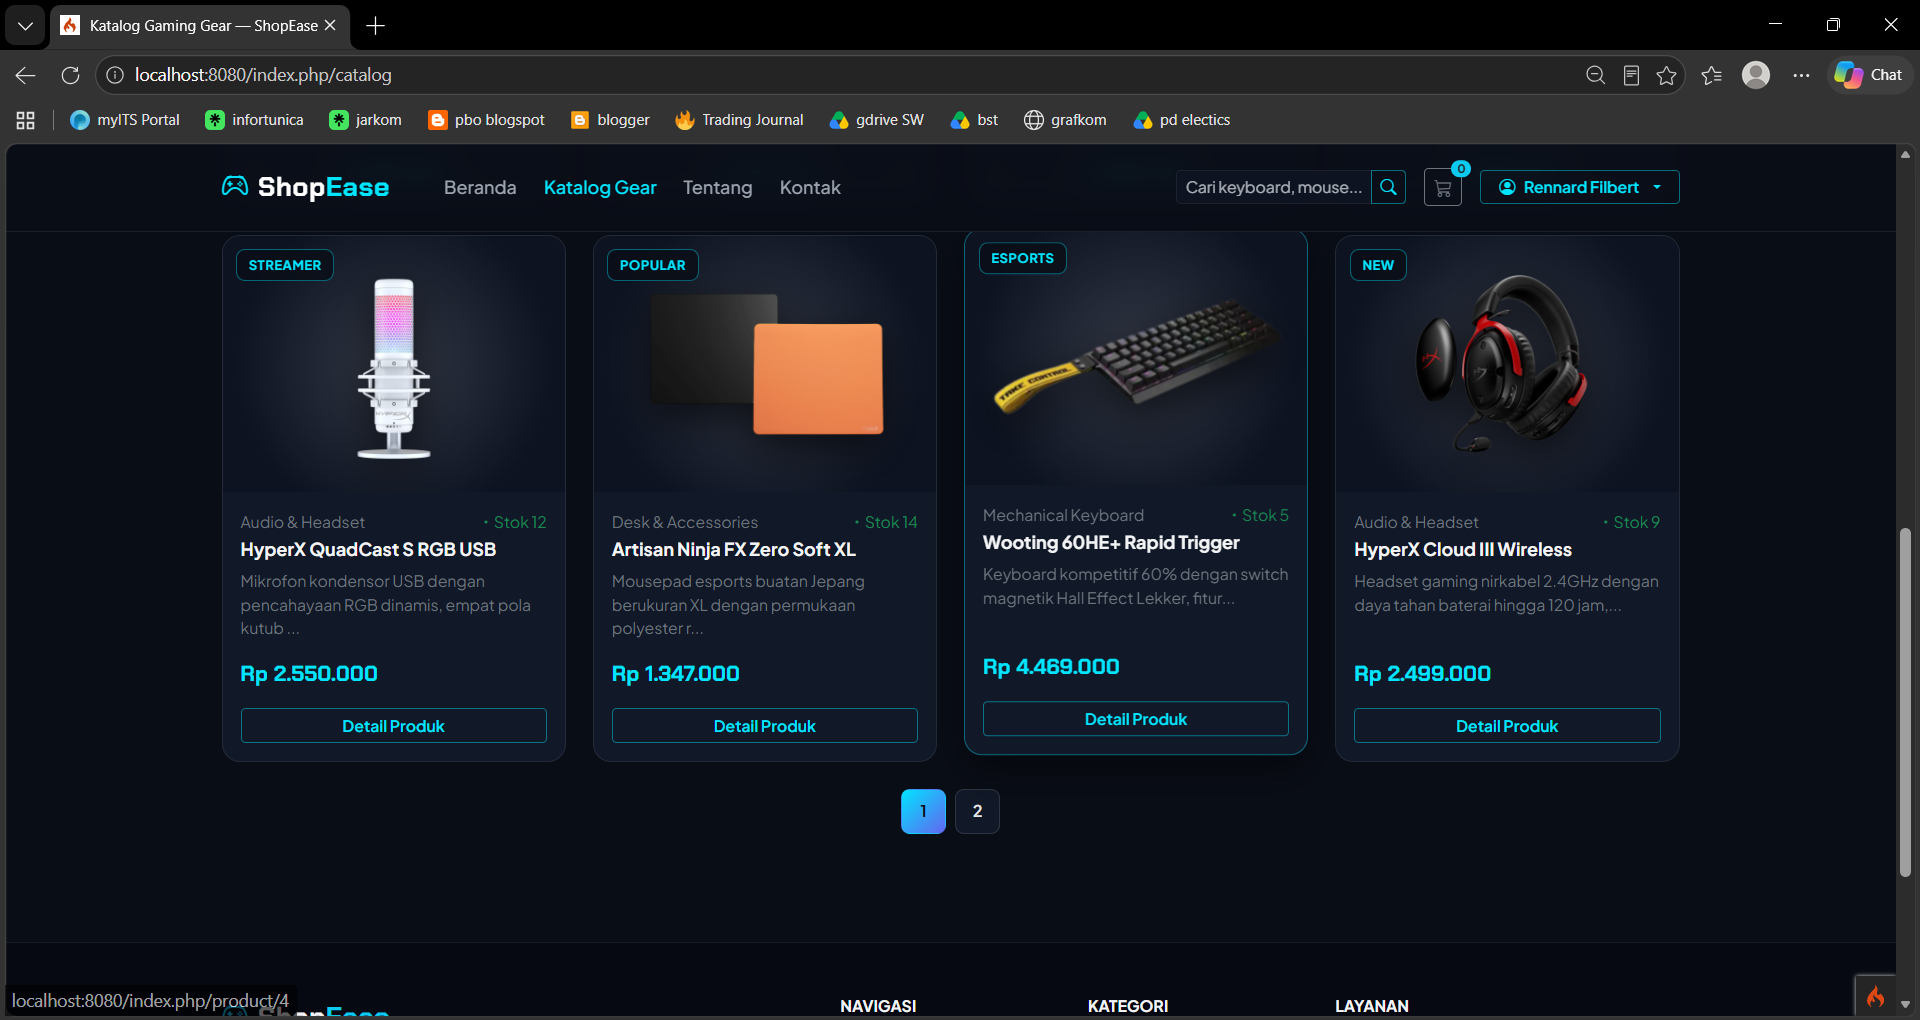 Katalog Gaming Gear — ShopEase
localhost:8080/index.php/catalog
Chat
myITS Portal
infortunica
jarkom
pbo blogspot
blogger
Trading Journal
gdrive SW
bst
grafkom
pd electics
ShopEase
Beranda
Katalog Gear
Tentang
Kontak
Cari keyboard, mouse...
0
Rennard Filbert
STREAMER
POPULAR
ESPORTS
NEW
TAKE CONTROL
Audio & Headset
• Stok 12
HyperX QuadCast S RGB USB
Mikrofon kondensor USB dengan
pencahayaan RGB dinamis, empat pola
kutub ...
Rp 2.550.000
Detail Produk
Desk & Accessories
• Stok 14
Artisan Ninja FX Zero Soft XL
Mousepad esports buatan Jepang
berukuran XL dengan permukaan
polyester r...
Rp 1.347.000
Detail Produk
Mechanical Keyboard
• Stok 5
Wooting 60HE+ Rapid Trigger
Keyboard kompetitif 60% dengan switch
magnetik Hall Effect Lekker, fitur...
Rp 4.469.000
Detail Produk
Audio & Headset
• Stok 9
HyperX Cloud III Wireless
Headset gaming nirkabel 2.4GHz dengan
daya tahan baterai hingga 120 jam,...
Rp 2.499.000
Detail Produk
1
2
localhost:8080/index.php/product/4
ShopEase
NAVIGASI
KATEGORI
LAYANAN